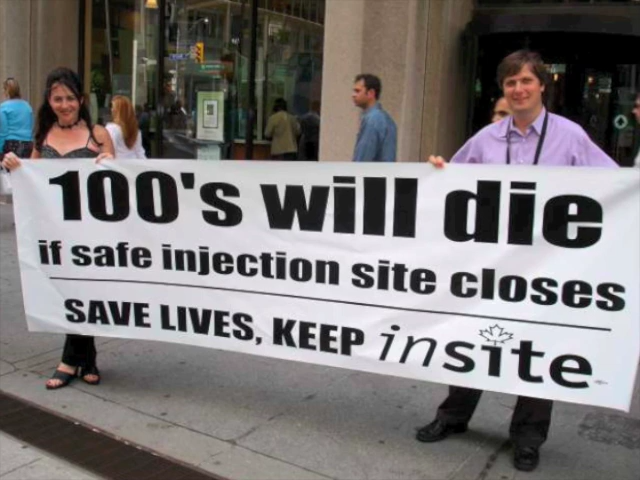 100's will die
if safe injection site closes
SAVE LIVES, KEEP insite